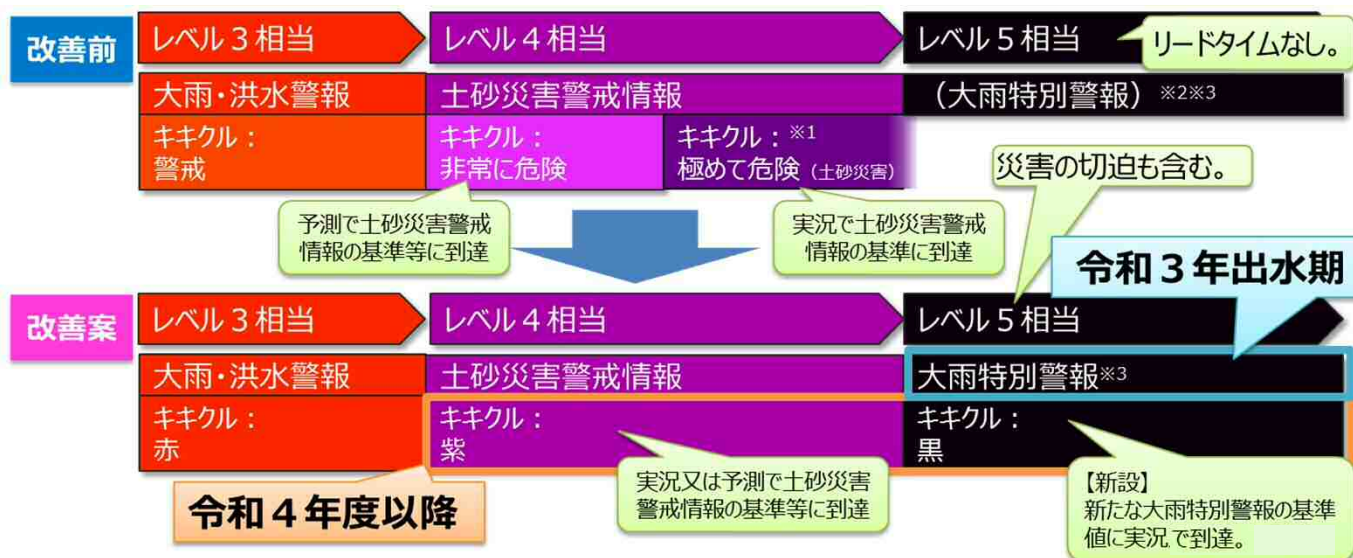 改善前
レベル3相当
レベル4相当
レベル5相当
リードタイムなし。
大雨・洪水警報
土砂災害警戒情報
(大雨特別警報) ※2※3
キキクル:
警戒
キキクル:
非常に危険
キキクル:※1
極めて危険(土砂災害)
災害の切迫も含む。
予測で土砂災害警戒
情報の基準等に到達
実況で土砂災害警戒
情報の基準に到達
令和3年出水期
改善案
レベル3相当
レベル4相当
レベル5相当
大雨・洪水警報
土砂災害警戒情報
大雨特別警報※3
キキクル:
赤
キキクル:
紫
キキクル:
黒
令和4年度以降
実況又は予測で土砂災害
警戒情報の基準等に到達
【新設】
新たな大雨特別警報の基準
値に実況で到達。